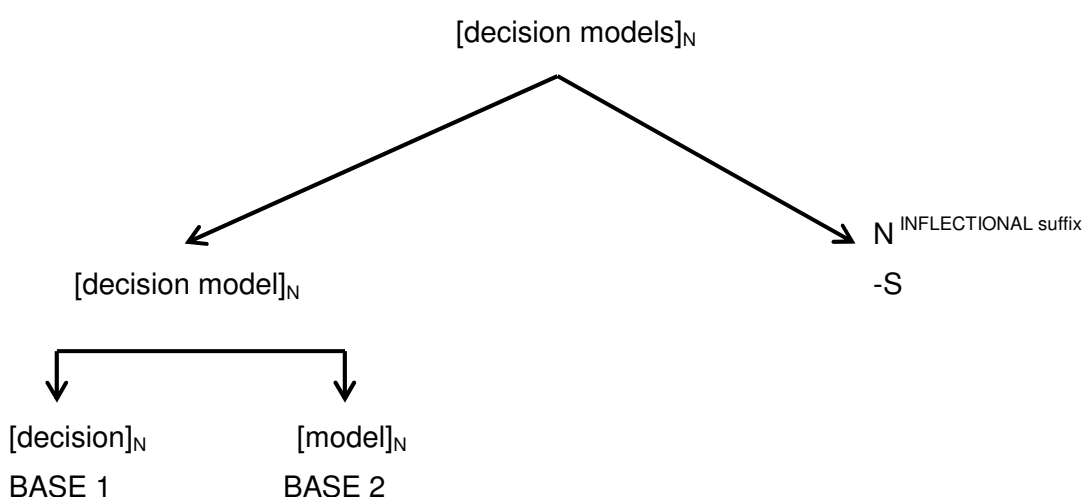 [decision models]N
N INFLECTIONAL suffix
[decision model]N
-S
[decision]N [model]N
BASE 1 BASE 2